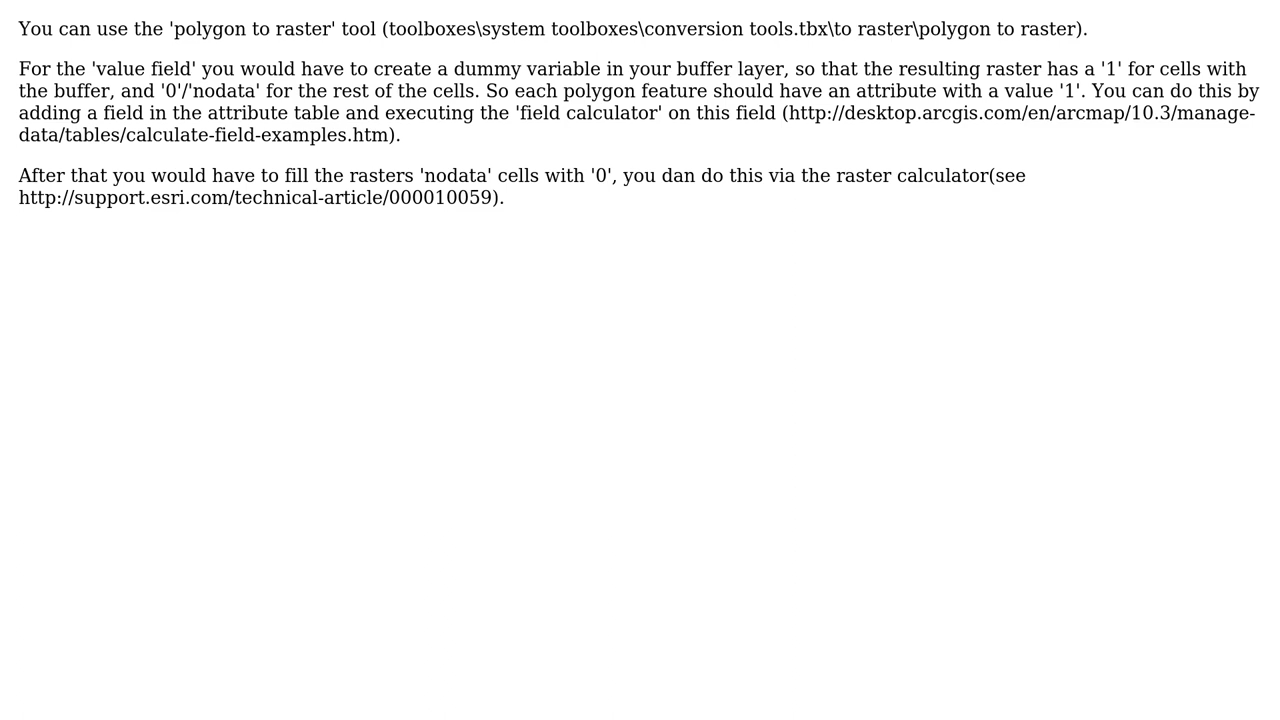 You can use the 'polygon to raster' tool (toolboxes\system toolboxes\conversion tools.tbx\to raster\polygon to raster).
For the 'value field' you would have to create a dummy variable in your buffer layer, so that the resulting raster has a '1' for cells with
the buffer, and '0'/'nodata' for the rest of the cells. So each polygon feature should have an attribute with a value '1'. You can do this by
adding a field in the attribute table and executing the 'field calculator' on this field (http://desktop.arcgis.com/en/arcmap/10.3/manage-
data/tables/calculate-field-examples.htm).
After that you would have to fill the rasters 'nodata' cells with '0', you dan do this via the raster calculator(see
http://support.esri.com/technical-article/000010059).